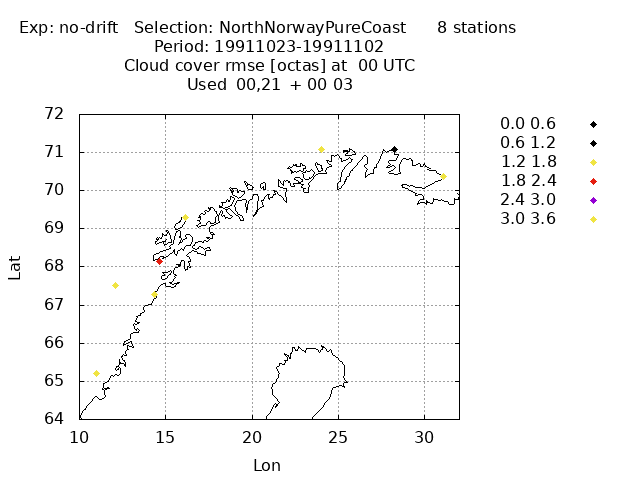 Exp: no-drift Selection: NorthNorwayPureCoast 8 stations
Period: 19911023-19911102
Cloud cover rmse [octas] at 00 UTC
Used 00,21 + 00 03
0.0 0.6
0.6 1.2
1.2 1.8
1.8 2.4
2.4 3.0
3.0 3.6
72
71
70
69
68
67
66
65
64
Lat
10 15 20 25 30
Lon